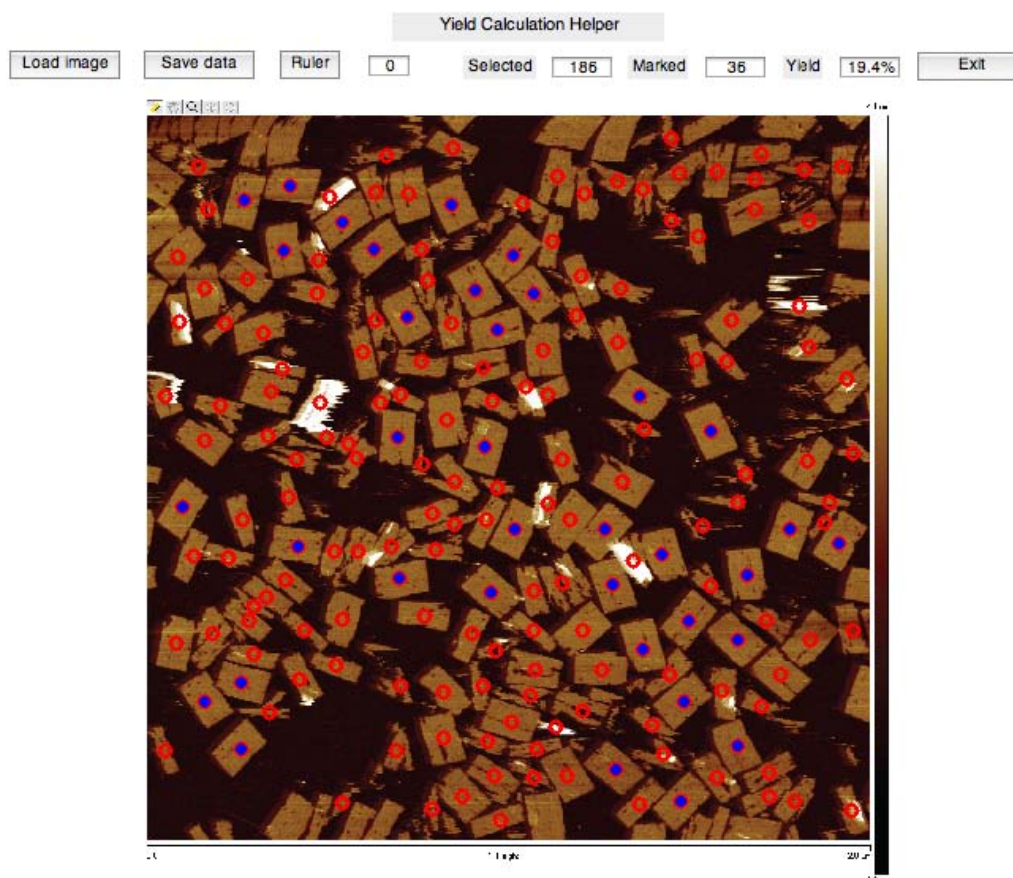 Yield Calculation Helper
Load image Save data Ruler 0 Selected 186 Marked 36 Yield 19.4% Exit